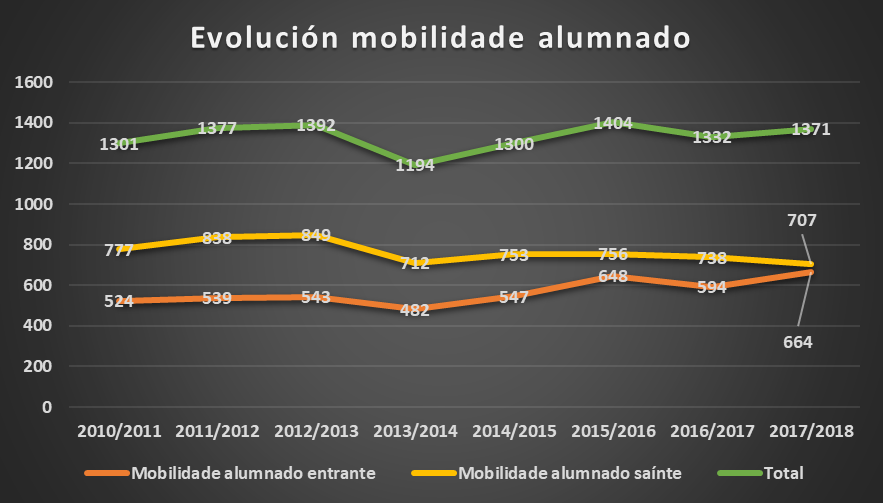 Evolución mobilidade alumnado
1600
1400
1200
1000
800
600
400
200
0
1301 1377 1392 1194 1300 1404 1332 1371
777 838 849 712 753 756 738 707
524 539 543 482 547 648 594 664
2010/2011 2011/2012 2012/2013 2013/2014 2014/2015 2015/2016 2016/2017 2017/2018
Mobilidade alumnado entrante Mobilidade alumnado saínte Total